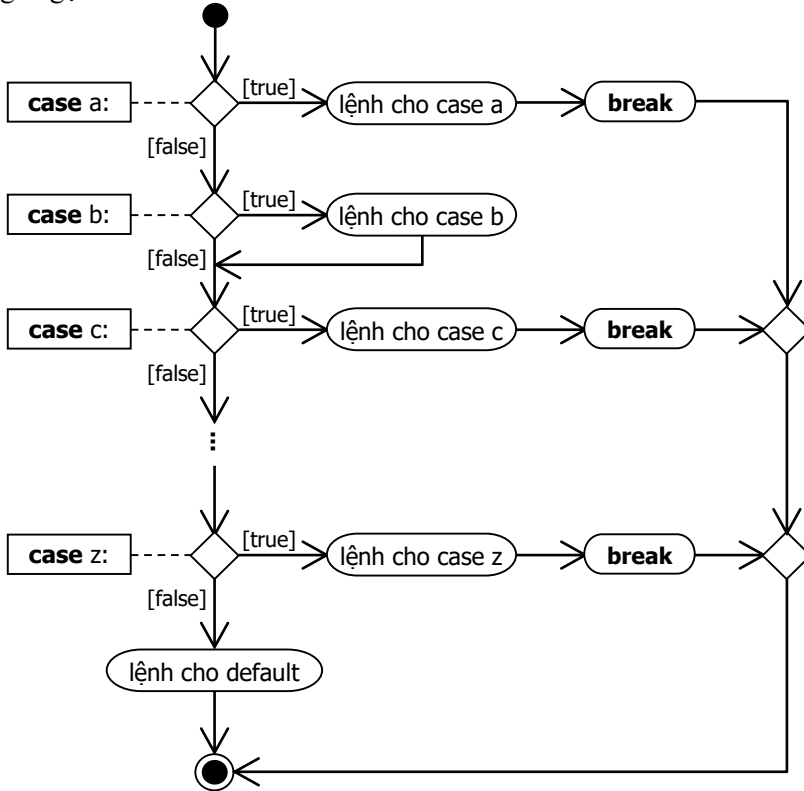 case a:
[true]
lệnh cho case a
break
[false]
case b:
[true]
lệnh cho case b
[false]
case c:
[true]
lệnh cho case c
break
[false]
...
case z:
[true]
lệnh cho case z
break
[false]
lệnh cho default